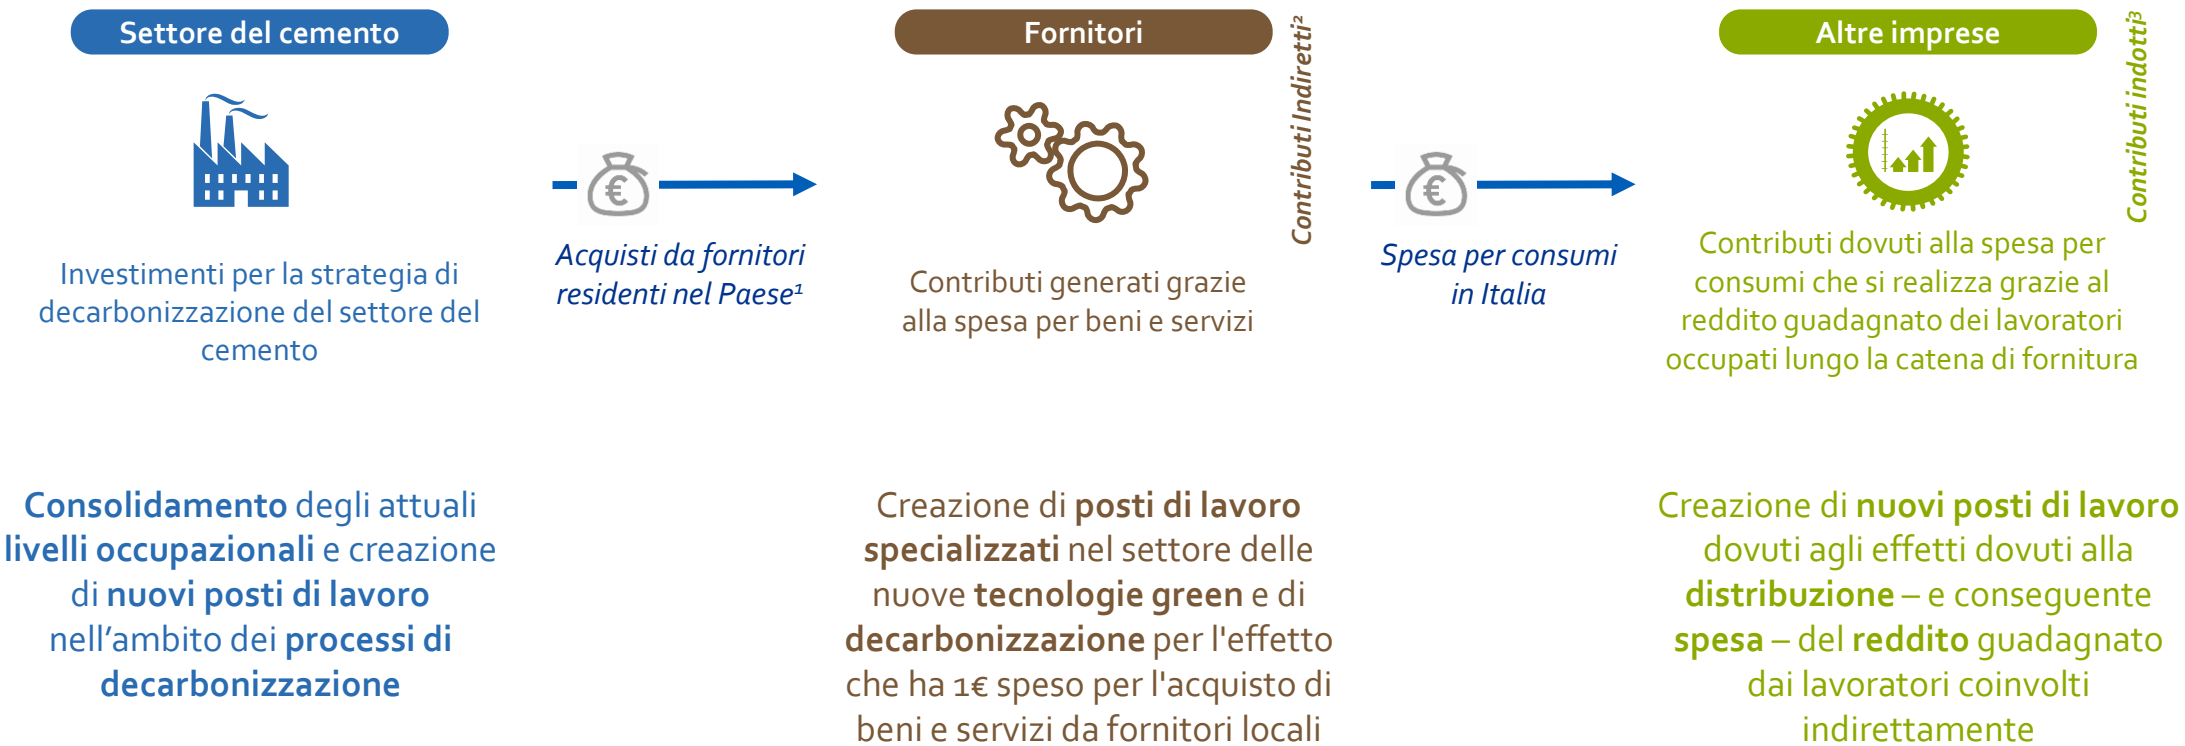 Settore del cemento
Investimenti per la strategia di
decarbonizzazione del settore del
cemento
Consolidamento degli attuali
livelli occupazionali e creazione
di nuovi posti di lavoro
nell’ambito dei processi di
decarbonizzazione
€
Acquisti da fornitori
residenti nel Paese¹
Fornitori
Contributi Indiretti²
Contributi generati grazie
alla spesa per beni e servizi
Creazione di posti di lavoro
specializzati nel settore delle
nuove tecnologie green e di
decarbonizzazione per l'effetto
che ha 1€ speso per l'acquisto di
beni e servizi da fornitori locali
€
Spesa per consumi
in Italia
Altre imprese
Contributi indotti³
Contributi dovuti alla spesa per
consumi che si realizza grazie al
reddito guadagnato dei lavoratori
occupati lungo la catena di fornitura
Creazione di nuovi posti di lavoro
dovuti agli effetti dovuti alla
distribuzione – e conseguente
spesa – del reddito guadagnato
dai lavoratori coinvolti
indirettamente